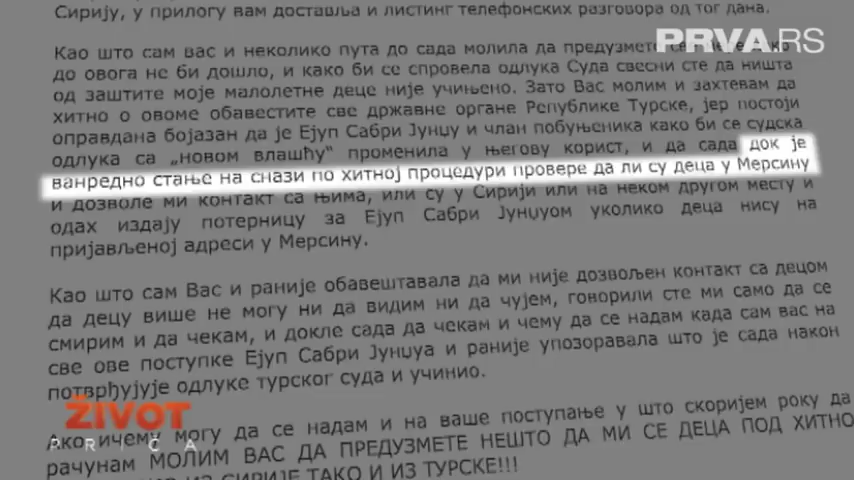 Сирију, у прилогу вам достављa и листинг телефонских разговора од тог дана.
PRVA.RS
Као што сам вас и неколико пута до сада молила да предузмете све
до овога не би дошло, и како би се спровела одлука Суда свесни сте да ништа
од заштите моје малолетне деце није учињено. Зато Вас молим и захтевам да
хитно о овоме обавестите све државне органе Републике Турске, јер постоји
оправдана бојазан да је Ејуп Сабри Јунџу и члан побуњеника како би се судска
одлука са „новом влашћу" променила у његову корист, и да сада док је
ванредно стање на снази по хитној процедури провере да ли су деца у Мерсину
и дозволе ми контакт са њима, или су у Сирији или на неком другом месту и
одах издају потерницу за Ејуп Сабри Јунџуом уколико деца нису на
пријављеној адреси у Мерсину.
Као што сам Вас и раније обавештавала да ми није дозвољен контакт са децом
да децу више не могу ни да видим ни да чујем, говорили сте ми само да се
смирим и да чекам, и докле сада да чекам и чему да се надам када сам вас на
све ове поступке Ејуп Сабри Јунџуа и раније упозоравала што је сада након
потврђујује одлуке турског суда и учинио.
ŽIVOT
PRIČA
Ако ичему могу да се надам и на ваше поступање у што скоријем року да
рачунам МОЛИМ ВАС ДА ПРЕДУЗМЕТЕ НЕШТО ДА МИ СЕ ДЕЦА ПОД ХИТНО
ИЗ СИРИЈЕ ТАКО И ИЗ ТУРСКЕ!!!